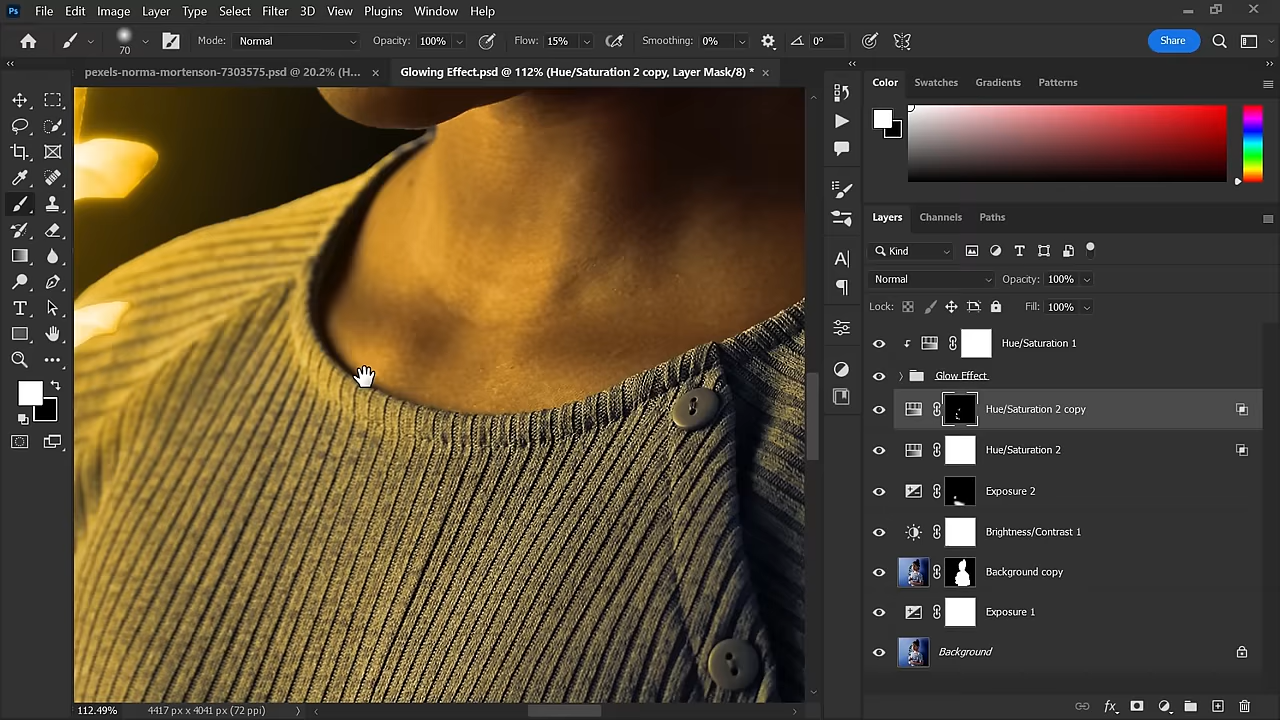 Ps File Edit Image Layer Type Select Filter 3D View Plugins Window Help
70 Mode: Normal Opacity: 100% Flow: 15% Smoothing: 0% 0° Share
pexels-norma-mortenson-7303575.psd @ 20.2% (H... × Glowing Effect.psd @ 112% (Hue/Saturation 2 copy, Layer Mask/8) * ×
Color Swatches Gradients Patterns
Layers Channels Paths
Kind
Normal Opacity: 100%
Lock: Fill: 100%
Hue/Saturation 1
Glow Effect
Hue/Saturation 2 copy
Hue/Saturation 2
Exposure 2
Brightness/Contrast 1
Background copy
Exposure 1
Background
112.49% 4417 px x 4041 px (72 ppi)